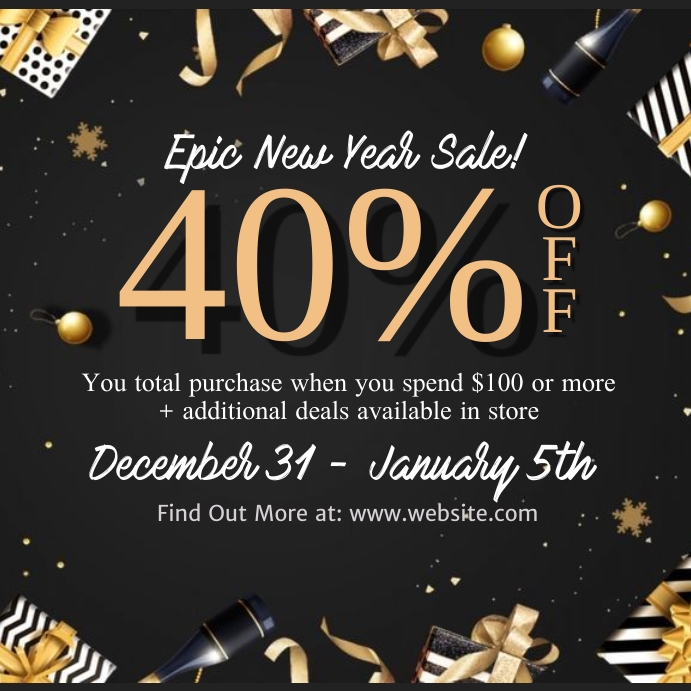 Epic New Year Sale!
40% OFF
You total purchase when you spend $100 or more
+ additional deals available in store
December 31 - January 5th
Find Out More at: www.website.com